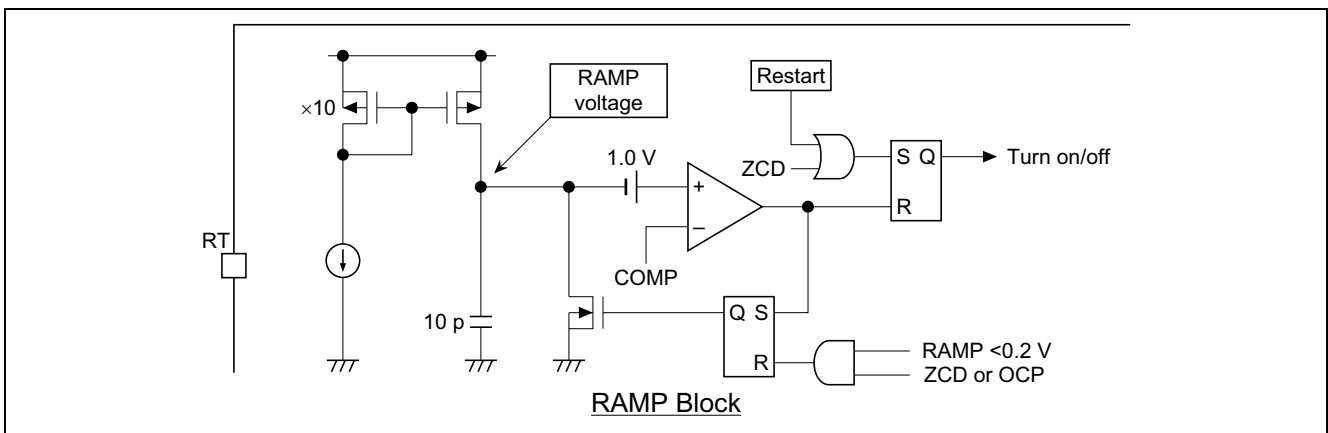 RAMP
voltage
Restart
×10
1.0 V
ZCD
S Q
Turn on/off
+
R
–
RT
COMP
10 p
Q S
R
RAMP <0.2 V
ZCD or OCP
RAMP Block